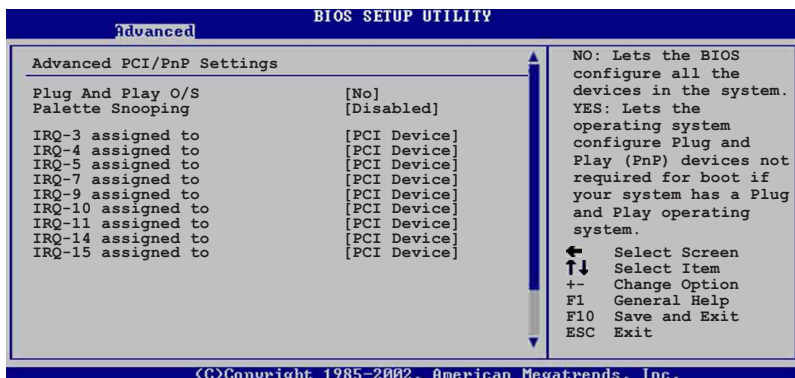 BIOS SETUP UTILITY
Advanced
Advanced PCI/PnP Settings
Plug And Play O/S [No]
Palette Snooping [Disabled]
IRQ-3 assigned to [PCI Device]
IRQ-4 assigned to [PCI Device]
IRQ-5 assigned to [PCI Device]
IRQ-7 assigned to [PCI Device]
IRQ-9 assigned to [PCI Device]
IRQ-10 assigned to [PCI Device]
IRQ-11 assigned to [PCI Device]
IRQ-14 assigned to [PCI Device]
IRQ-15 assigned to [PCI Device]
NO: Lets the BIOS
configure all the
devices in the system.
YES: Lets the
operating system
configure Plug and
Play (PnP) devices not
required for boot if
your system has a Plug
and Play operating
system.
← Select Screen
↑↓ Select Item
+- Change Option
F1 General Help
F10 Save and Exit
ESC Exit
(C)Copyright 1985-2002, American Megatrends, Inc.